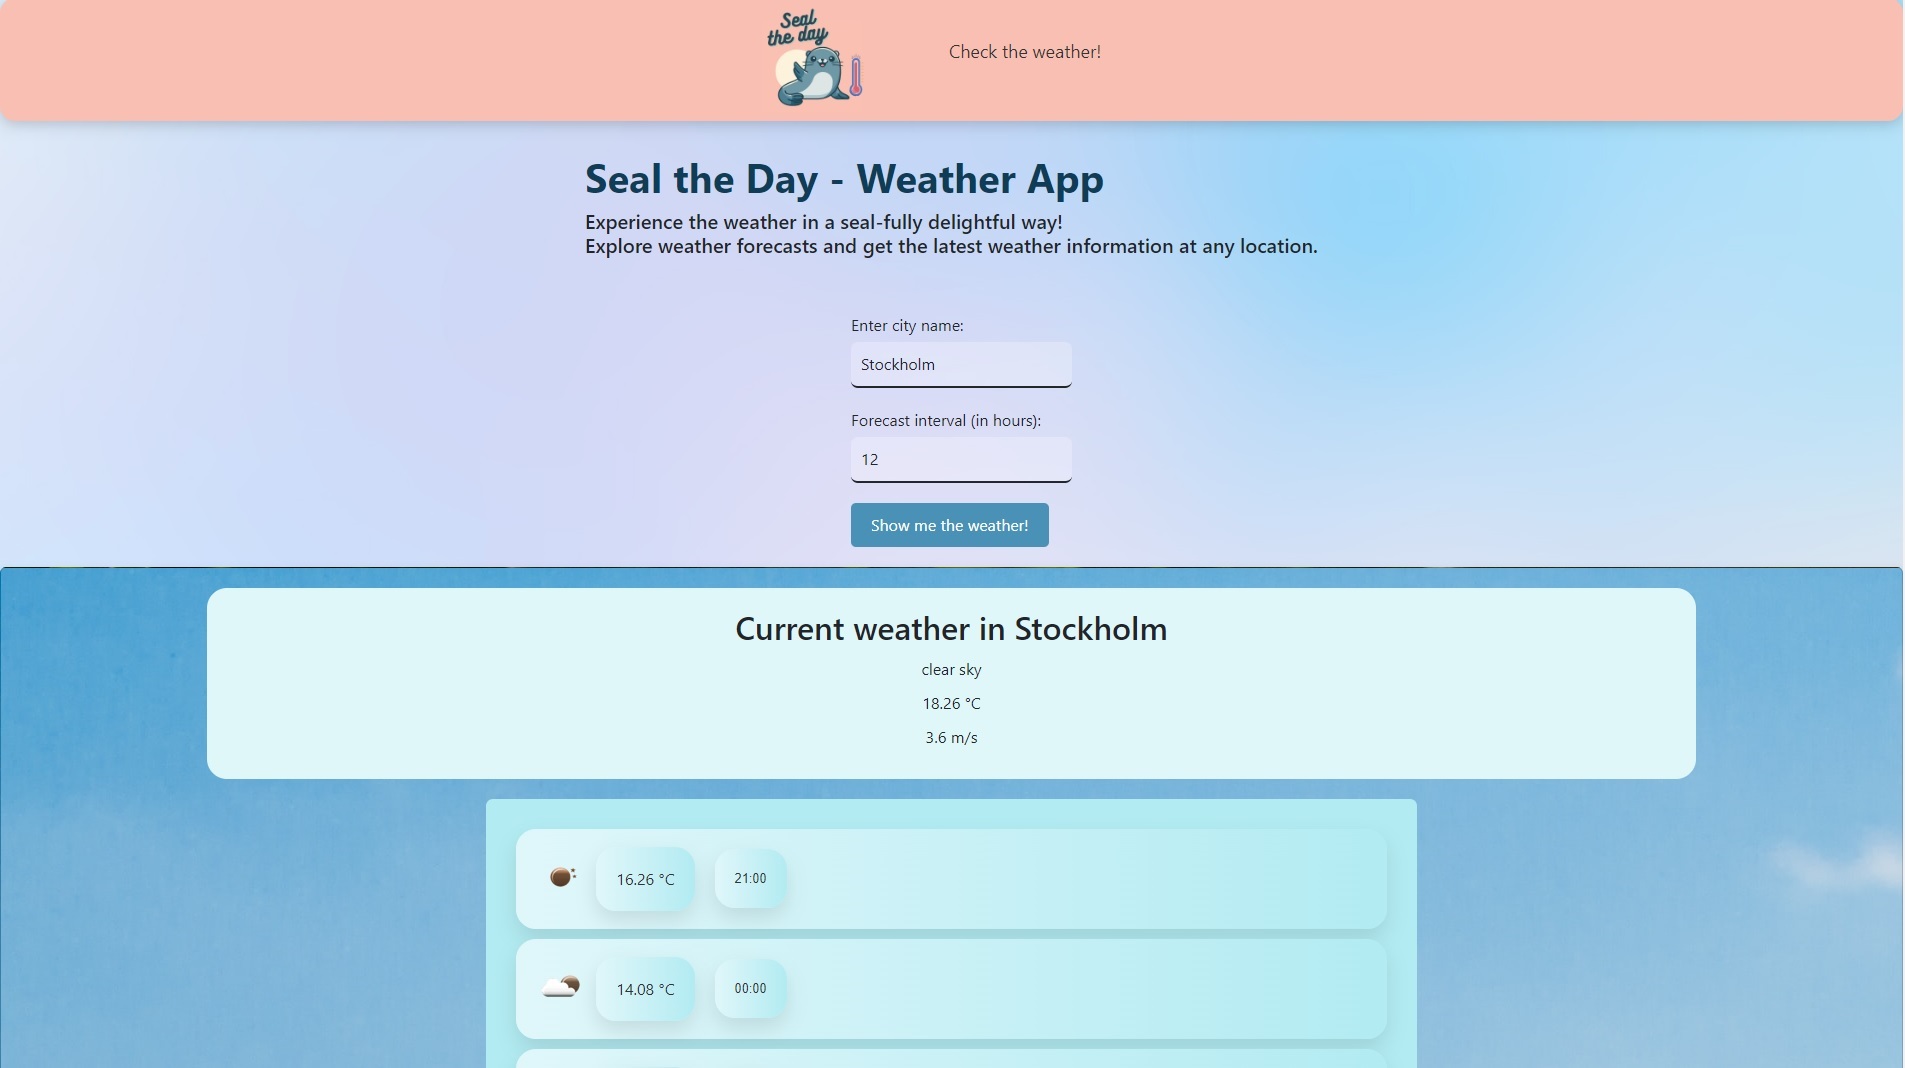 Seal
the day
Check the weather!
Seal the Day - Weather App
Experience the weather in a seal-fully delightful way!
Explore weather forecasts and get the latest weather information at any location.
Enter city name:
Stockholm
Forecast interval (in hours):
12
Show me the weather!
Current weather in Stockholm
clear sky
18.26 °C
3.6 m/s
16.26 °C 21:00
14.08 °C 00:00